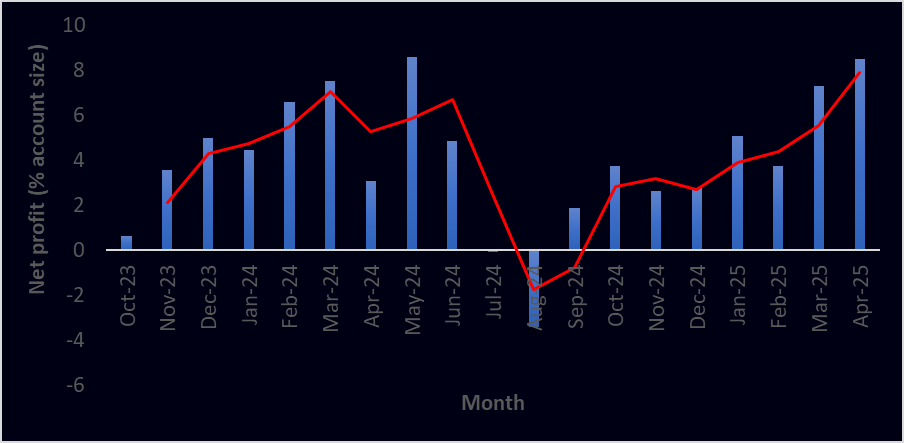 10
8
6
4
2
0
-2
-4
-6
Net profit (% account size)
Oct-23
Nov-23
Dec-23
Jan-24
Feb-24
Mar-24
Apr-24
May-24
Jun-24
Jul-24
Aug-24
Sep-24
Oct-24
Nov-24
Dec-24
Jan-25
Feb-25
Mar-25
Apr-25
Month